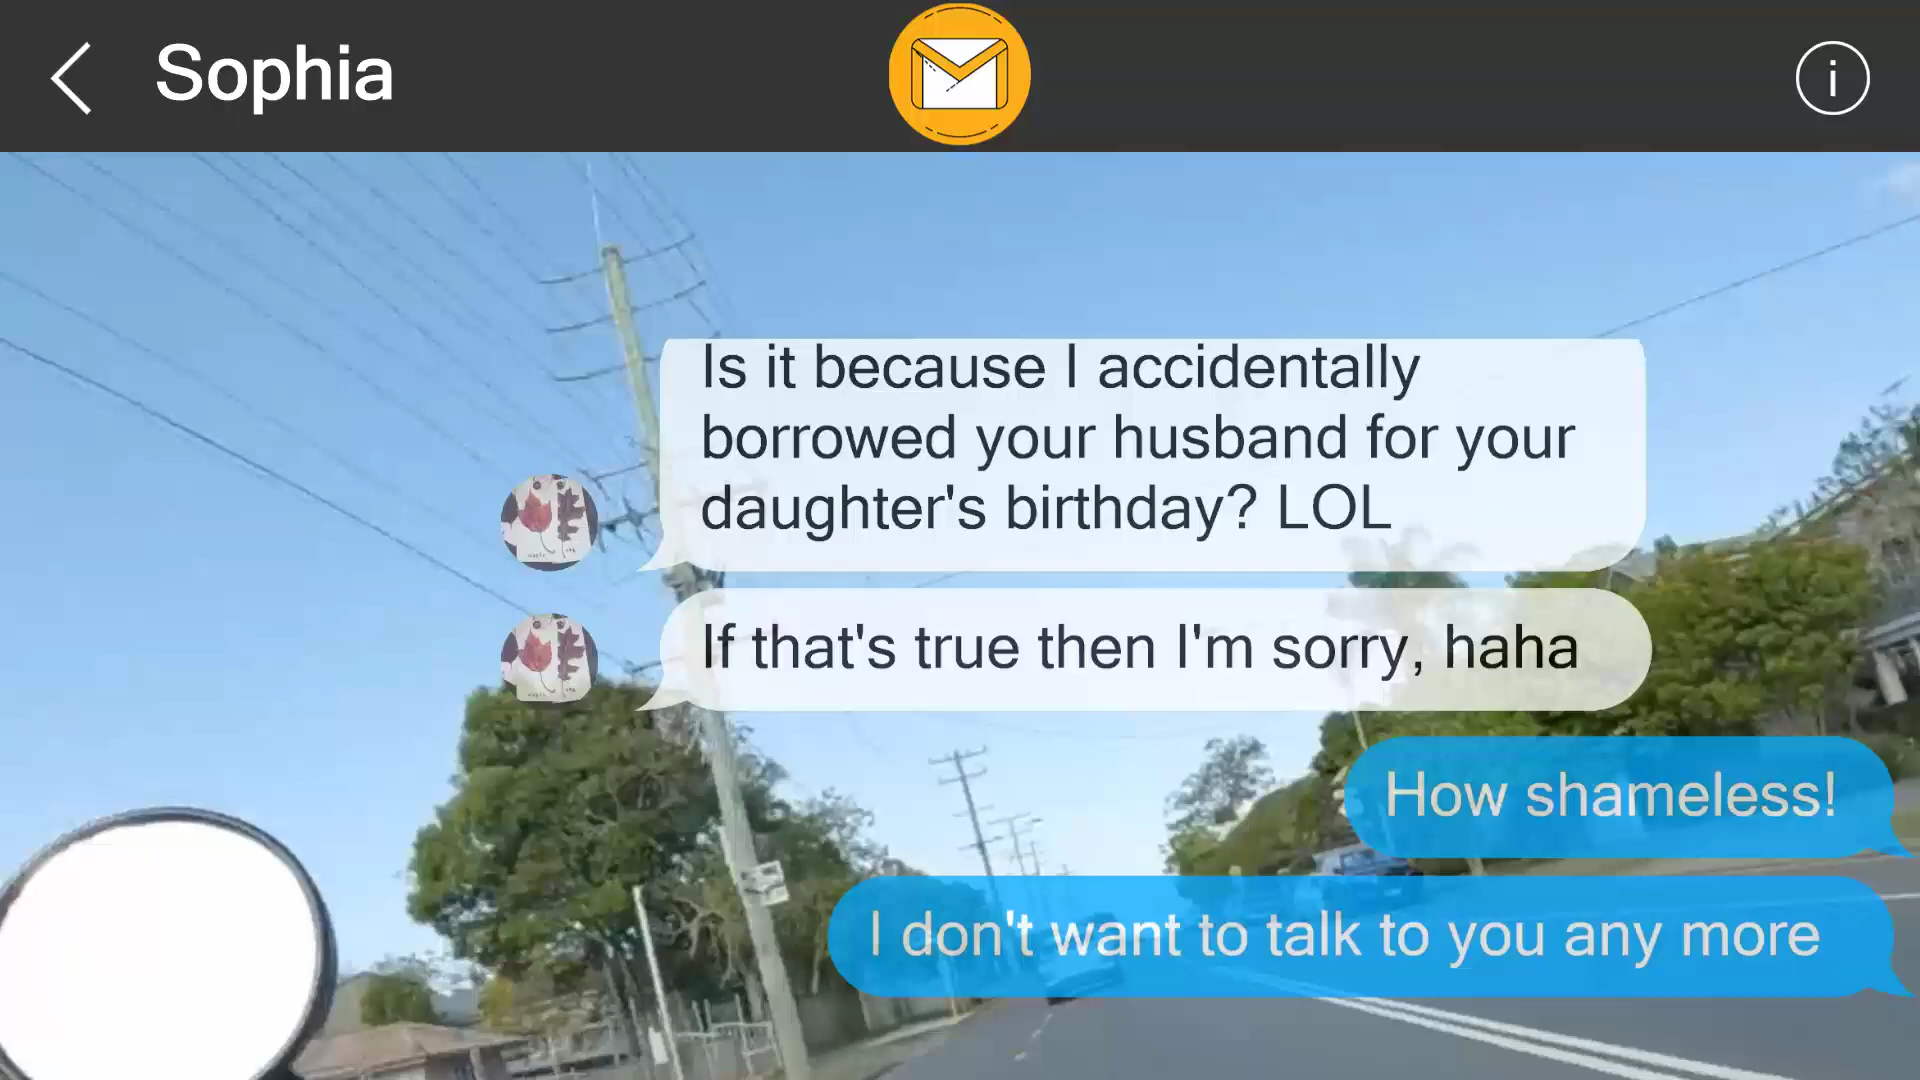 Sophia
i
Is it because I accidentally
borrowed your husband for your
daughter's birthday? LOL
If that's true then I'm sorry, haha
How shameless!
I don't want to talk to you any more